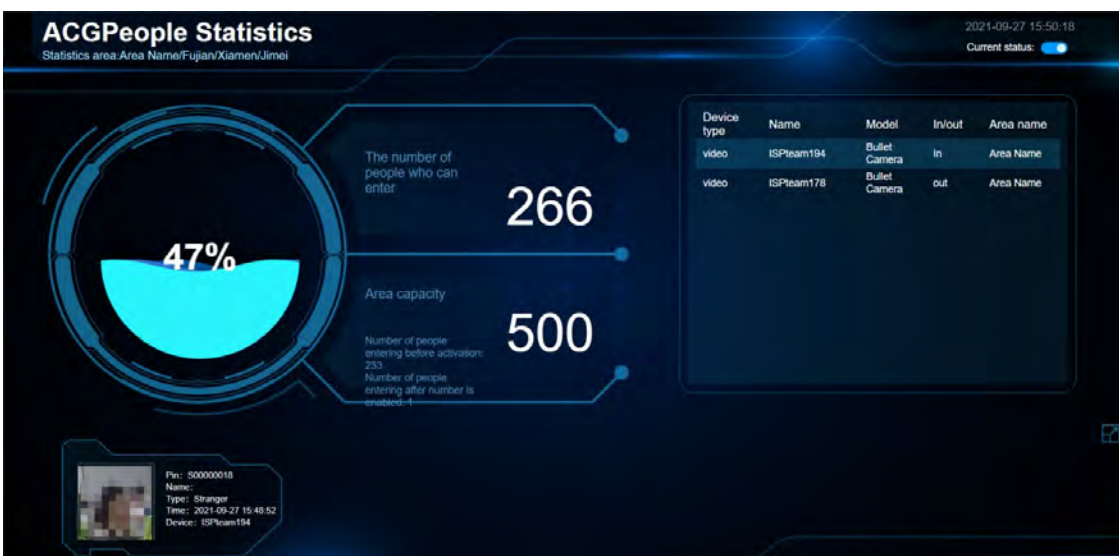 ACGPeople Statistics
Statistics area:Area Name/Fujian/Xiamen/Jimei
2021-09-27 15:50:18
Current status:
47%
The number of
people who can
enter
266
Area capacity
500
Number of people
entering before activation:
233
Number of people
entering after number is
enabled: 1
Device type Name Model In/out Area name
video ISPteam194 Bullet Camera In Area Name
video ISPteam178 Bullet Camera out Area Name
Pin: S00000018
Name:
Type: Stranger
Time: 2021-09-27 15:48:52
Device: ISPteam194